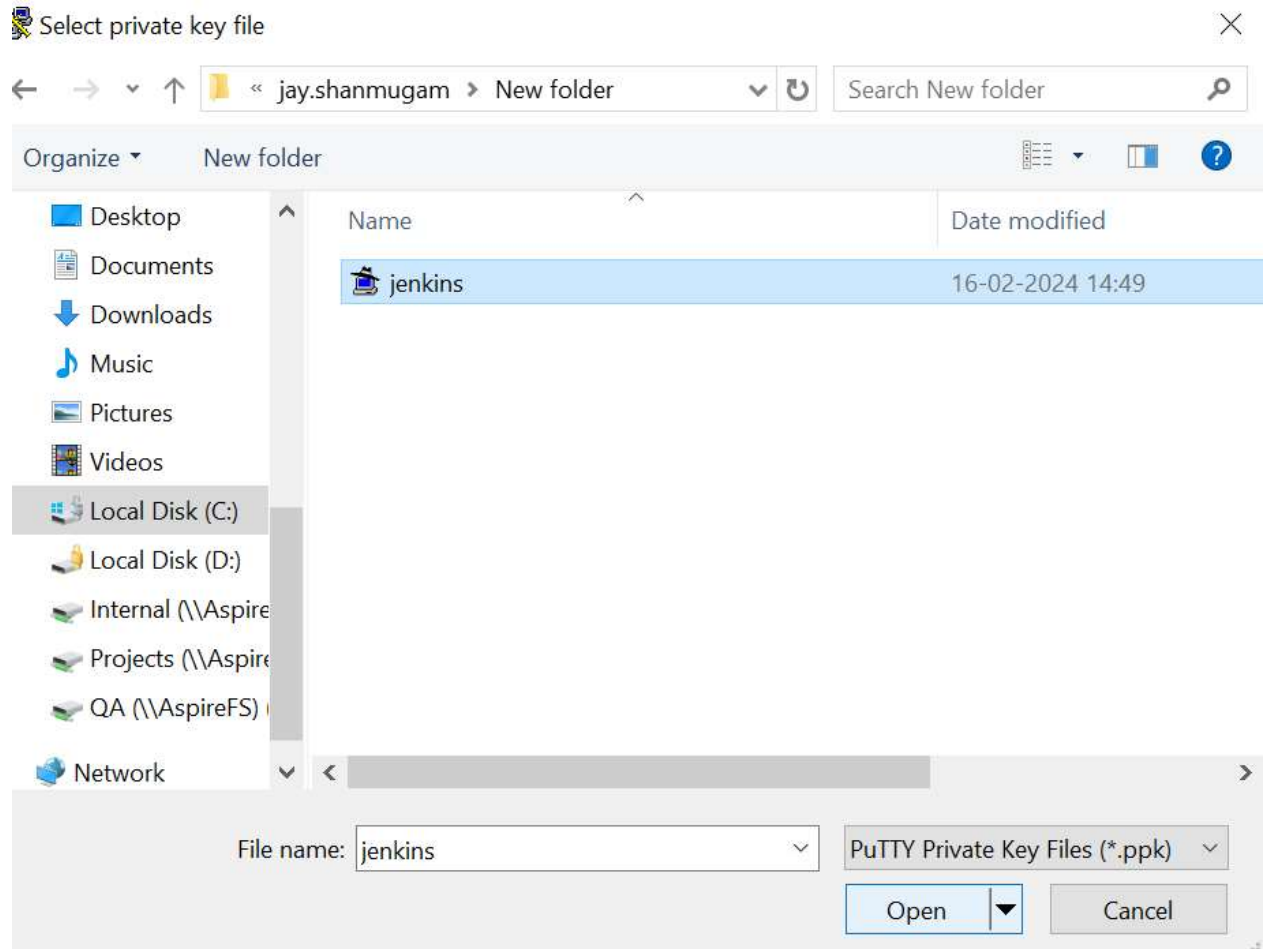 Select private key file
« jay.shanmugam > New folder
Search New folder
Organize
New folder
Desktop
Documents
Downloads
Music
Pictures
Videos
Local Disk (C:)
Local Disk (D:)
Internal (\\Aspire
Projects (\\Aspire
QA (\\AspireFS) (
Network
Name
Date modified
jenkins
16-02-2024 14:49
File name:
jenkins
PuTTY Private Key Files (*.ppk)
Open
Cancel